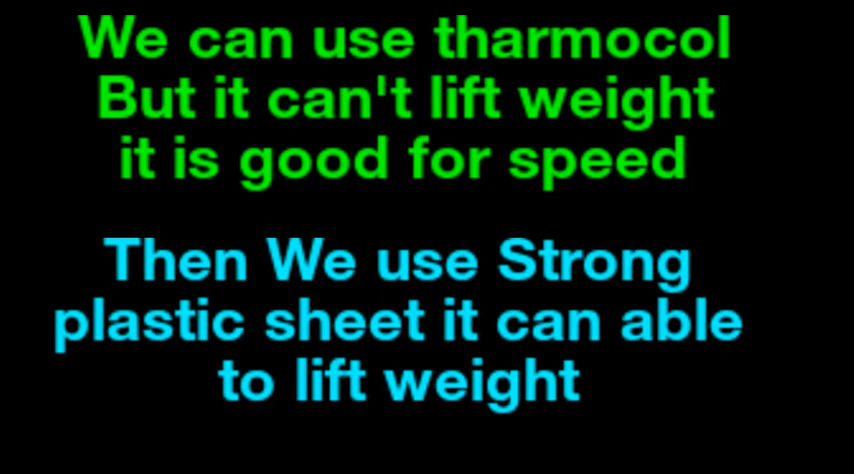 We can use tharmocol
But it can't lift weight
it is good for speed
Then We use Strong
plastic sheet it can able
to lift weight